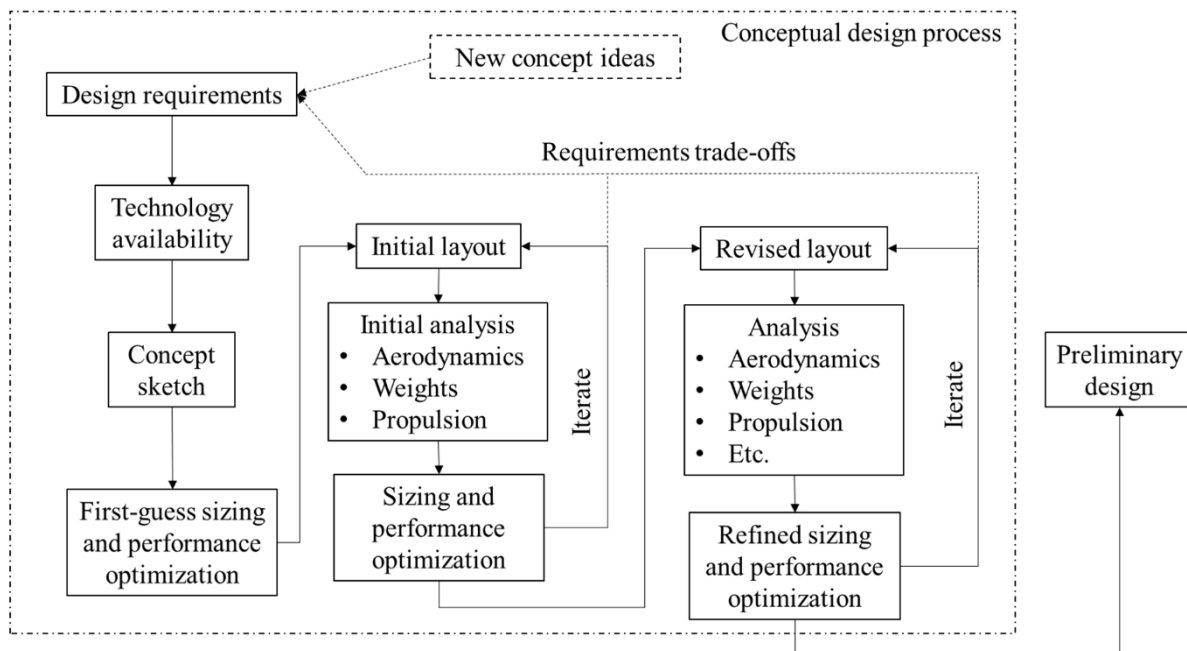 Conceptual design process
New concept ideas
Design requirements
Requirements trade-offs
Technology
availability
Concept
sketch
First-guess sizing
and performance
optimization
Initial layout
Initial analysis
• Aerodynamics
• Weights
• Propulsion
Iterate
Sizing and
performance
optimization
Revised layout
Analysis
• Aerodynamics
• Weights
• Propulsion
• Etc.
Iterate
Refined sizing
and performance
optimization
Preliminary
design